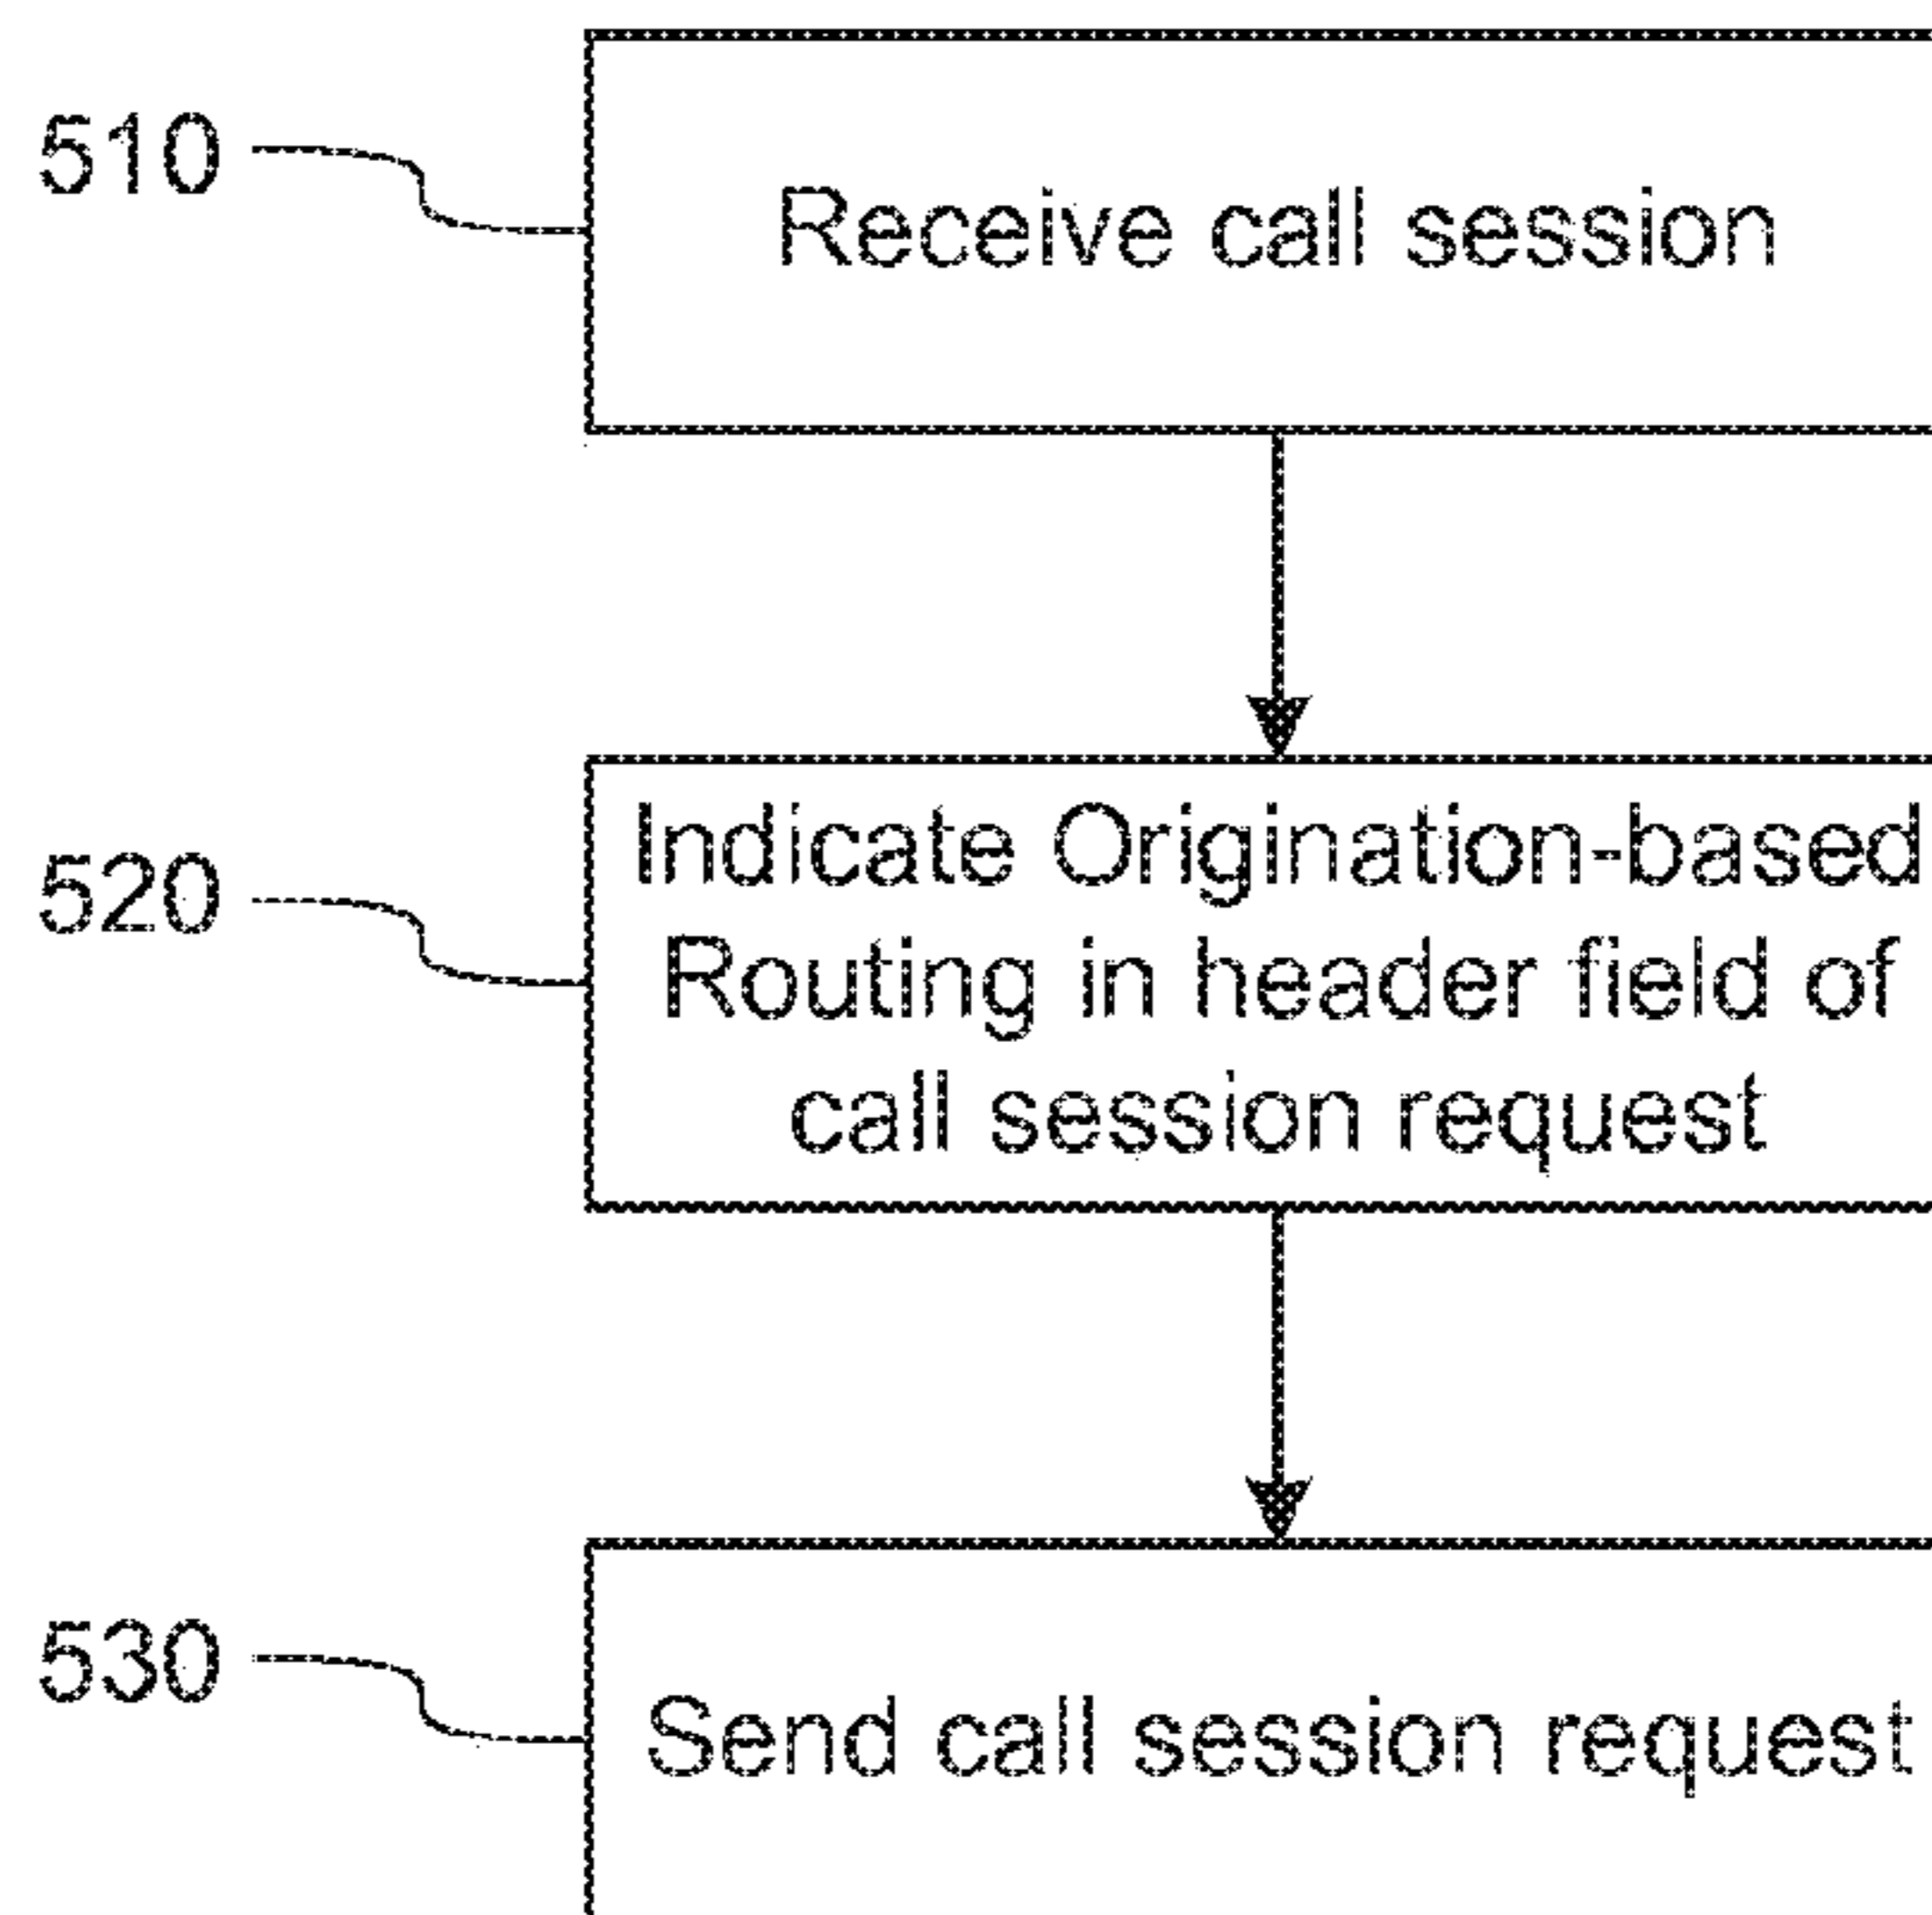 510
Receive call session
520
Indicate Origination-based
Routing in header field of
call session request
530
Send call session request